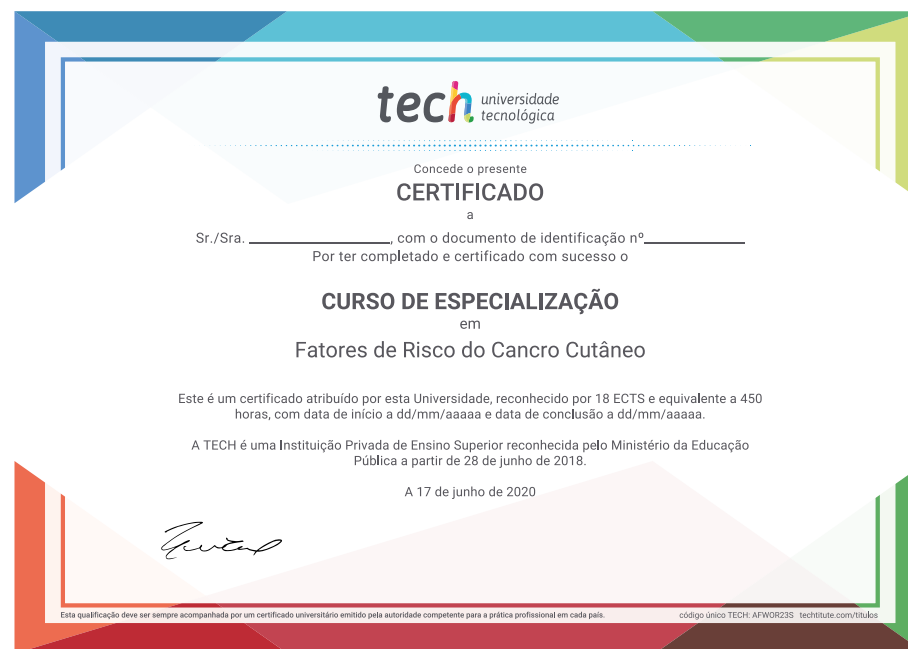 tech universidade
tecnológica
Concede o presente
CERTIFICADO
a
Sr./Sra. ________________, com o documento de identificação nº____________
Por ter completado e certificado com sucesso o
CURSO DE ESPECIALIZAÇÃO
em
Fatores de Risco do Cancro Cutâneo
Este é um certificado atribuído por esta Universidade, reconhecido por 18 ECTS e equivalente a 450
horas, com data de início a dd/mm/aaaaa e data de conclusão a dd/mm/aaaaa.
A TECH é uma Instituição Privada de Ensino Superior reconhecida pelo Ministério da Educação
Pública a partir de 28 de junho de 2018.
A 17 de junho de 2020
Esta qualificação deve ser sempre acompanhada por um certificado universitário emitido pela autoridade competente para a prática profissional em cada país.
código único TECH: AFWOR23S techtitute.com/titulos